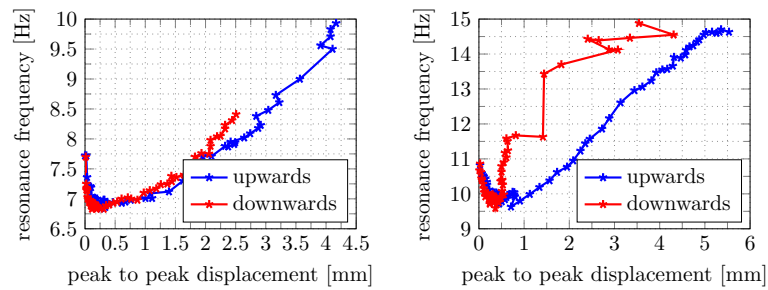 resonance frequency [Hz]
10
9.5
9
8.5
8
7.5
7
6.5
0 0.5 1 1.5 2 2.5 3 3.5 4 4.5
peak to peak displacement [mm]
upwards
downwards
resonance frequency [Hz]
15
14
13
12
11
10
9
0 1 2 3 4 5 6
peak to peak displacement [mm]
upwards
downwards